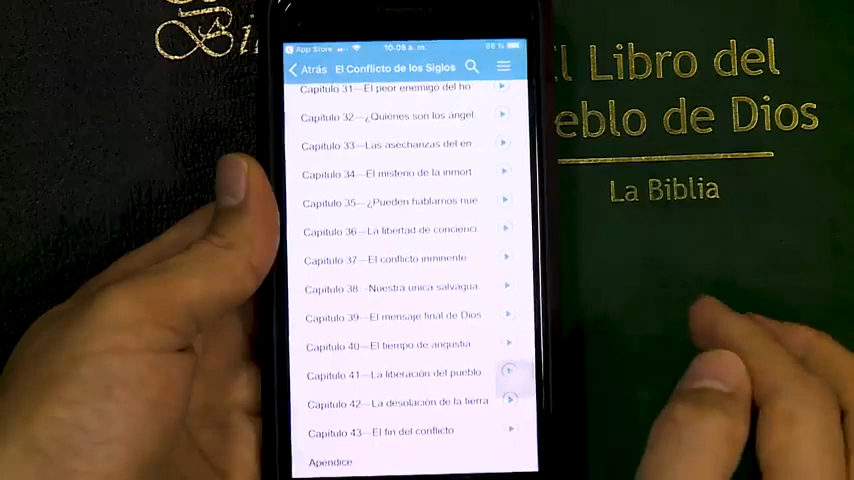 App Store 10:06 a. m.
Atrás El Conflicto de los Siglos
Capítulo 31—El peor enemigo del ho
Capítulo 32—¿Quiénes son los ángel
Capítulo 33—Las asechanzas del en
Capítulo 34—El misterio de la inmort
Capítulo 35—¿Pueden hablarnos nue
Capítulo 36—La libertad de concienci
Capítulo 37—El conflicto inminente
Capítulo 38—Nuestra única salvagua
Capítulo 39—El mensaje final de Dios
Capítulo 40—El tiempo de angustia
Capítulo 41—La liberación del pueblo
Capítulo 42—La desolación de la tierra
Capítulo 43—El fin del conflicto
Apéndice
El Libro del
eblo de Dios
La Biblia